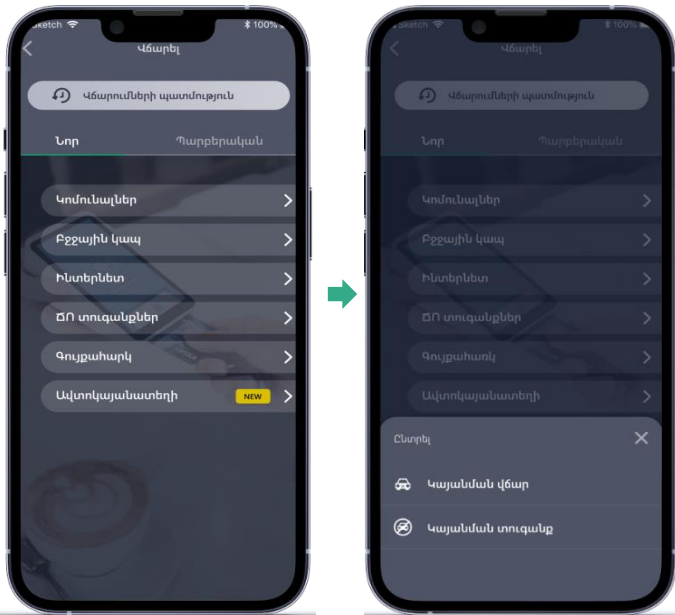 Sketch 100%
Վճարել
Վճարումների պատմություն
Նոր Պարբերական
Կոմունալներ
Բջջային կապ
Ինտերնետ
ՃՈ տուգանքներ
Գույքահարկ
Ավտոկայանատեղի NEW
Sketch 100%
Վճարել
Վճարումների պատմություն
Նոր Պարբերական
Կոմունալներ
Բջջային կապ
Ինտերնետ
ՃՈ տուգանքներ
Գույքահարկ
Ավտոկայանատեղի
Ընտրել
Կայանման վճար
Կայանման տուգանք